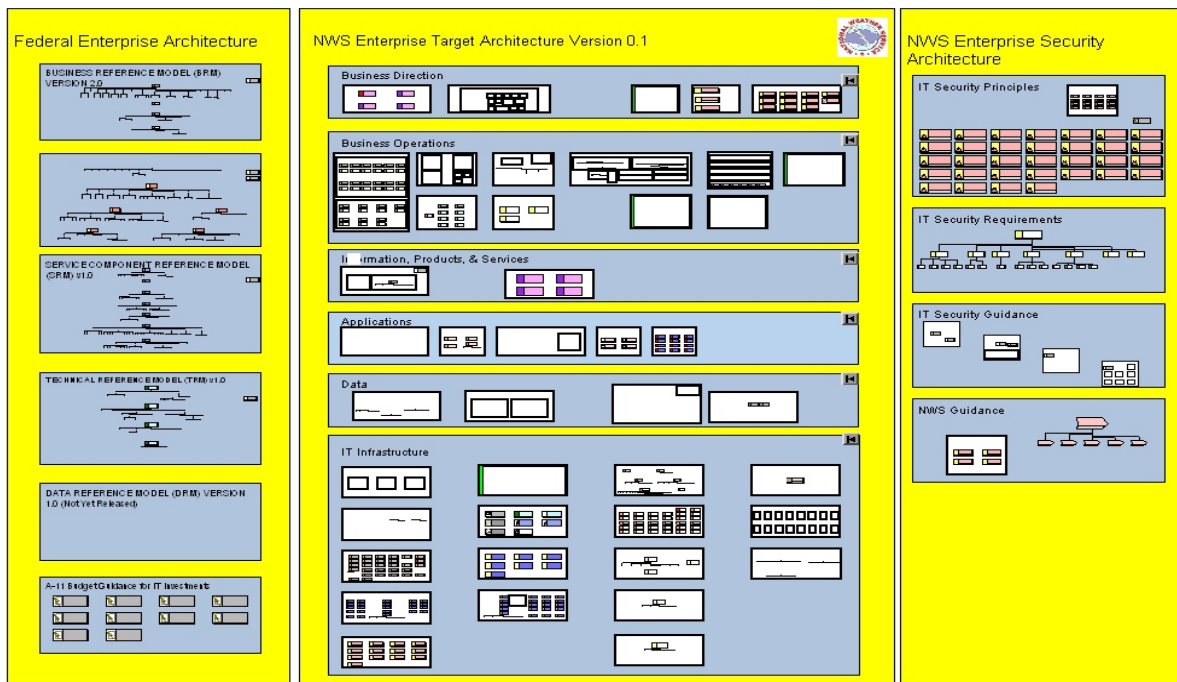 Federal Enterprise Architecture
BUSINESS REFERENCE MODEL (BRM)
VERSION 2.0
SERVICE COMPONENT REFERENCE MODEL
(SRM) v1.0
TECHNICAL REFERENCE MODEL (TRM) v1.0
DATA REFERENCE MODEL (DRM) VERSION
1.0 (Not Yet Released)
A-11 Budget Guidance for IT Investments
NWS Enterprise Target Architecture Version 0.1
NATIONAL WEATHER SERVICE
Business Direction
Business Operations
Information, Products, & Services
Applications
Data
IT Infrastructure
NWS Enterprise Security
Architecture
IT Security Principles
IT Security Requirements
IT Security Guidance
NWS Guidance